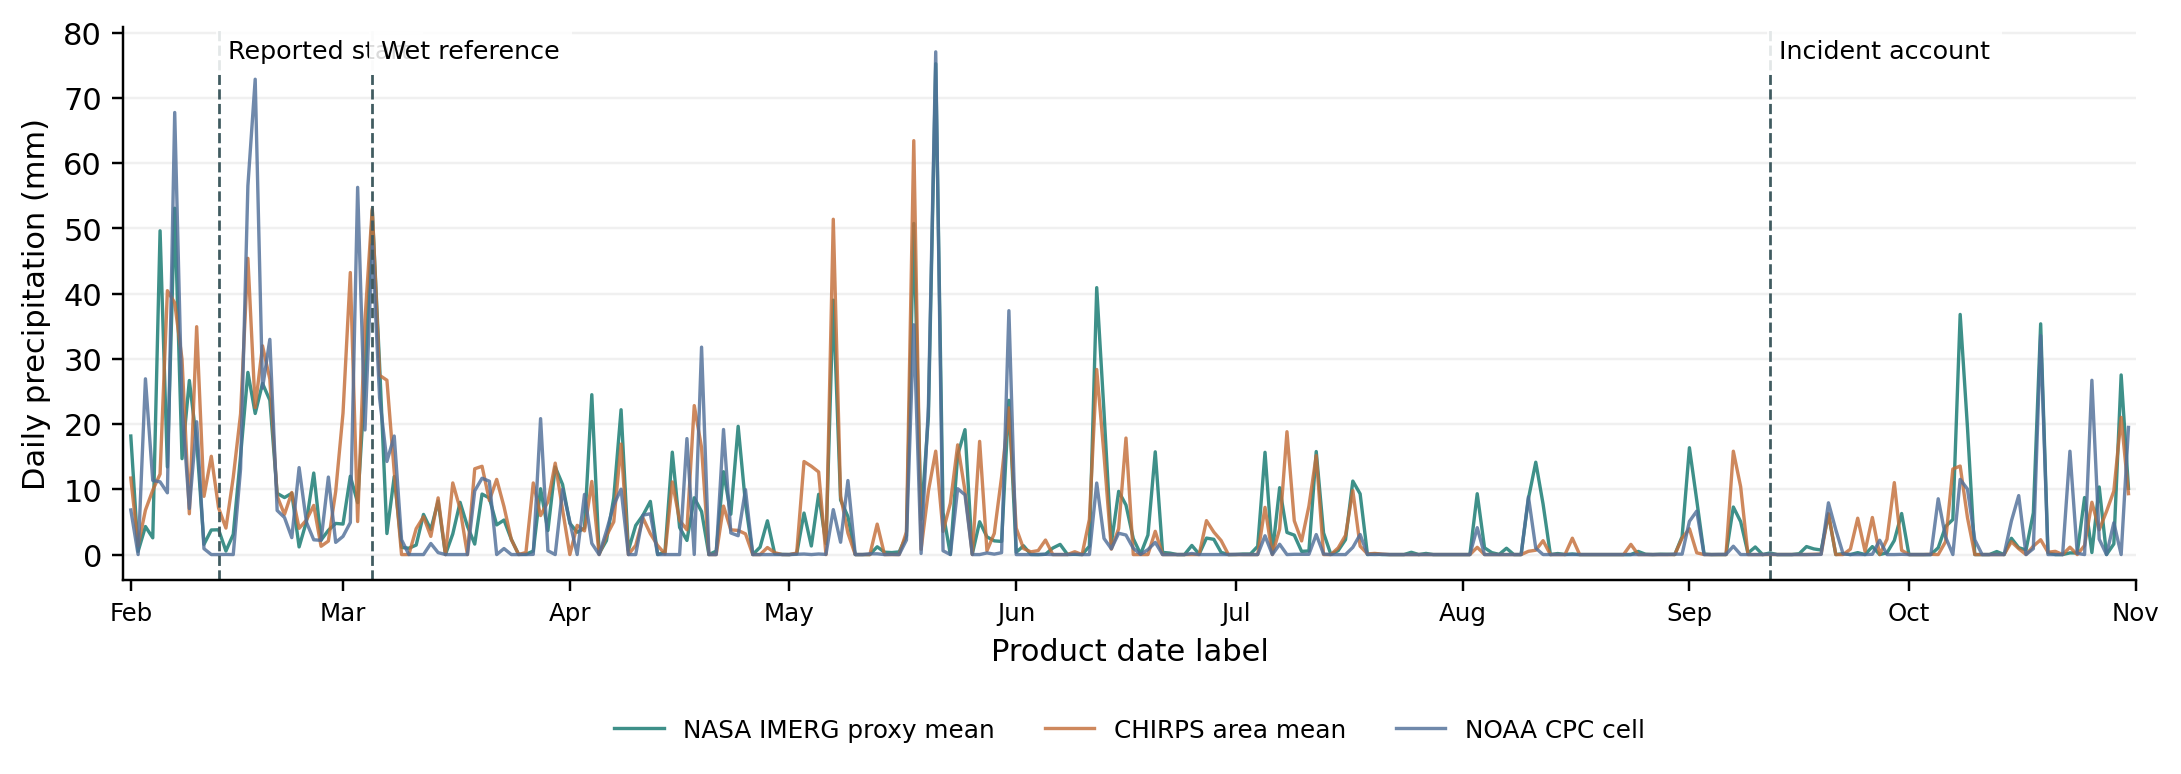 80
70
60
50
40
30
20
10
0
Daily precipitation (mm)
Reported
Wet reference
Incident account
Feb
Mar
Apr
May
Jun
Jul
Aug
Sep
Oct
Nov
Product date label
NASA IMERG proxy mean
CHIRPS area mean
NOAA CPC cell